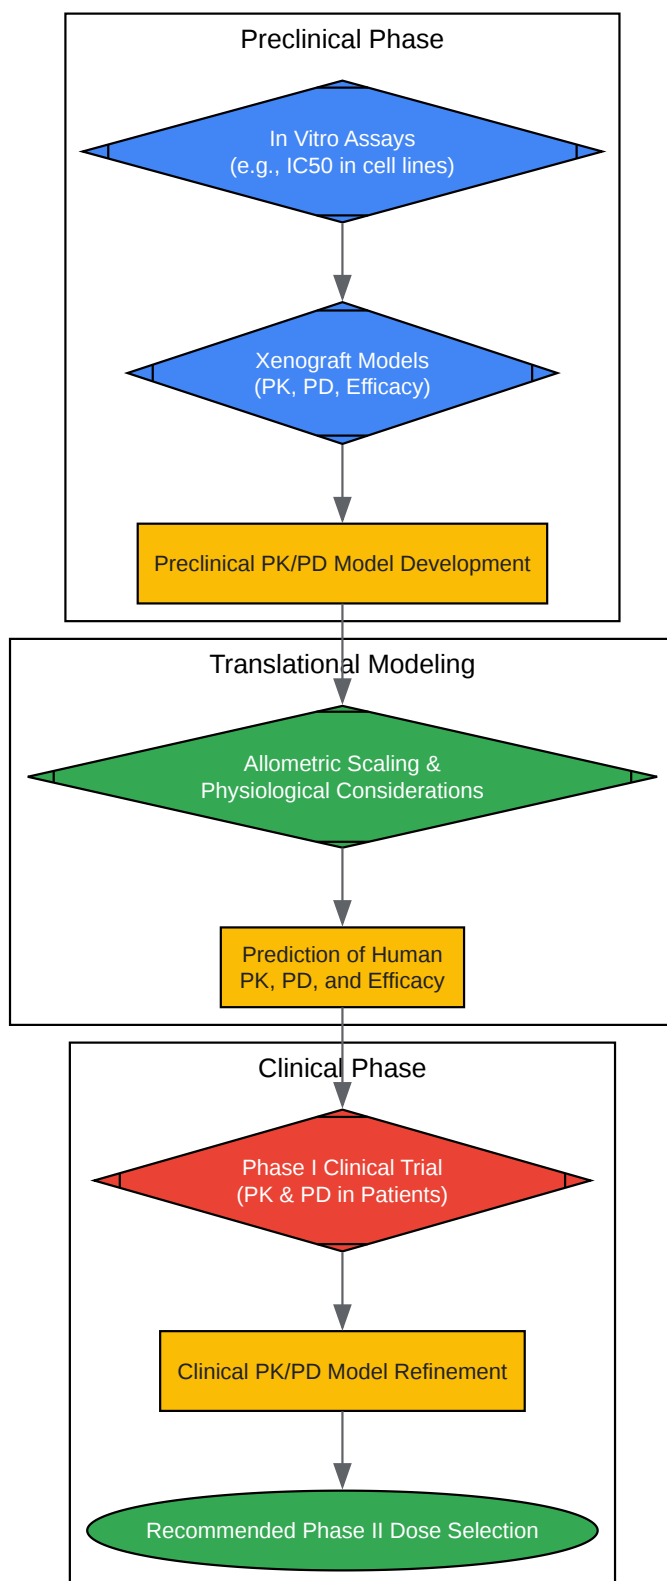 Preclinical Phase
In Vitro Assays
(e.g., IC50 in cell lines)
Xenograft Models
(PK, PD, Efficacy)
Preclinical PK/PD Model Development
Translational Modeling
Allometric Scaling &
Physiological Considerations
Prediction of Human
PK, PD, and Efficacy
Clinical Phase
Phase I Clinical Trial
(PK & PD in Patients)
Clinical PK/PD Model Refinement
Recommended Phase II Dose Selection